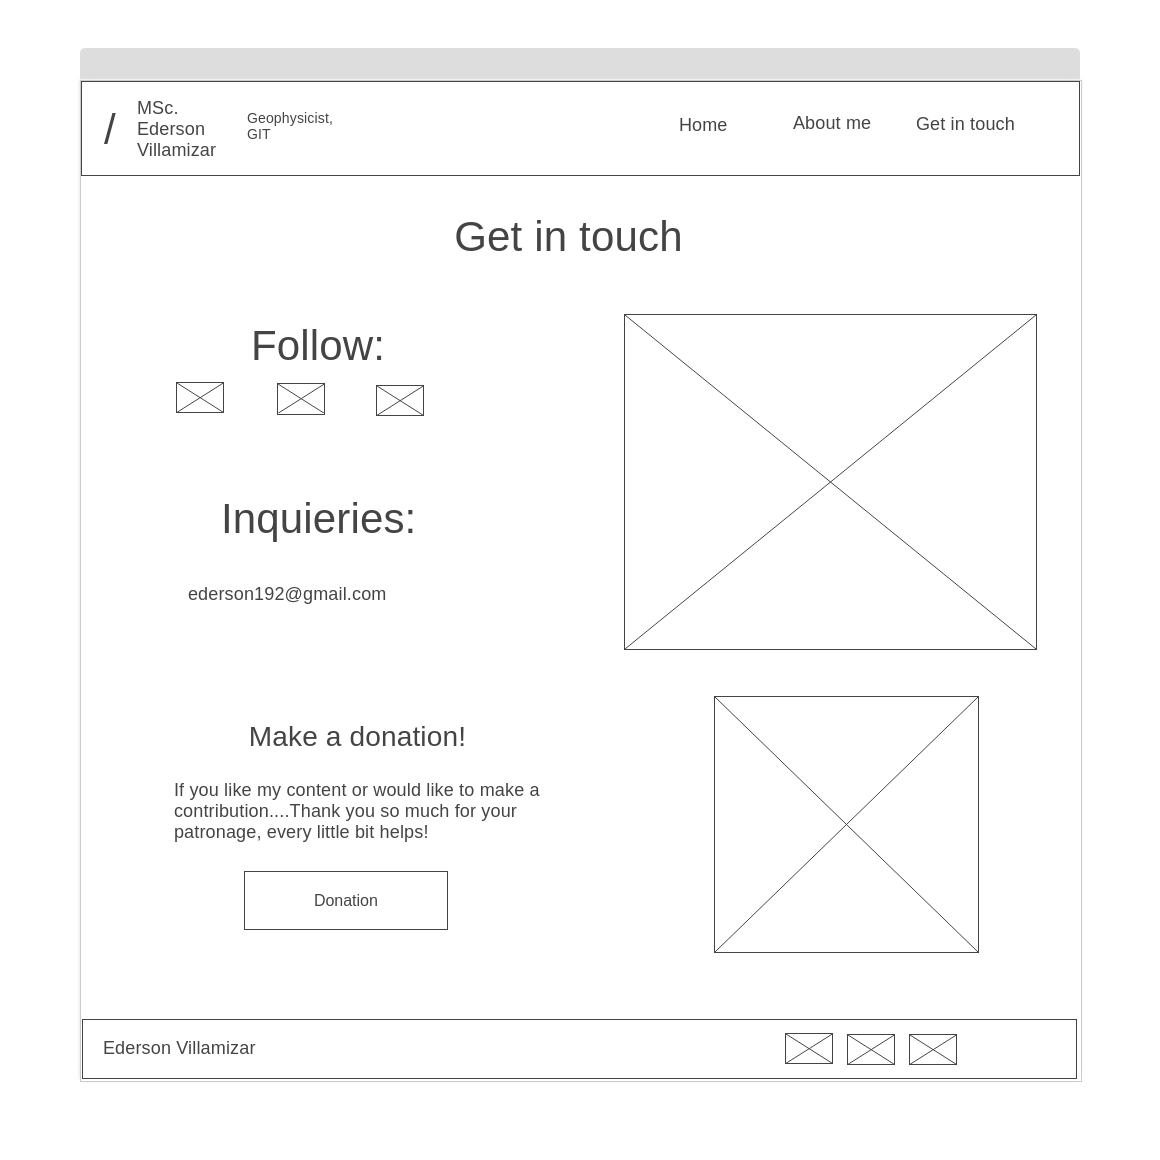 /
MSc.
Ederson
Villamizar
Geophysicist,
GIT
Home
About me
Get in touch
Get in touch
Follow:
Inquieries:
ederson192@gmail.com
Make a donation!
If you like my content or would like to make a
contribution....Thank you so much for your
patronage, every little bit helps!
Donation
Ederson Villamizar